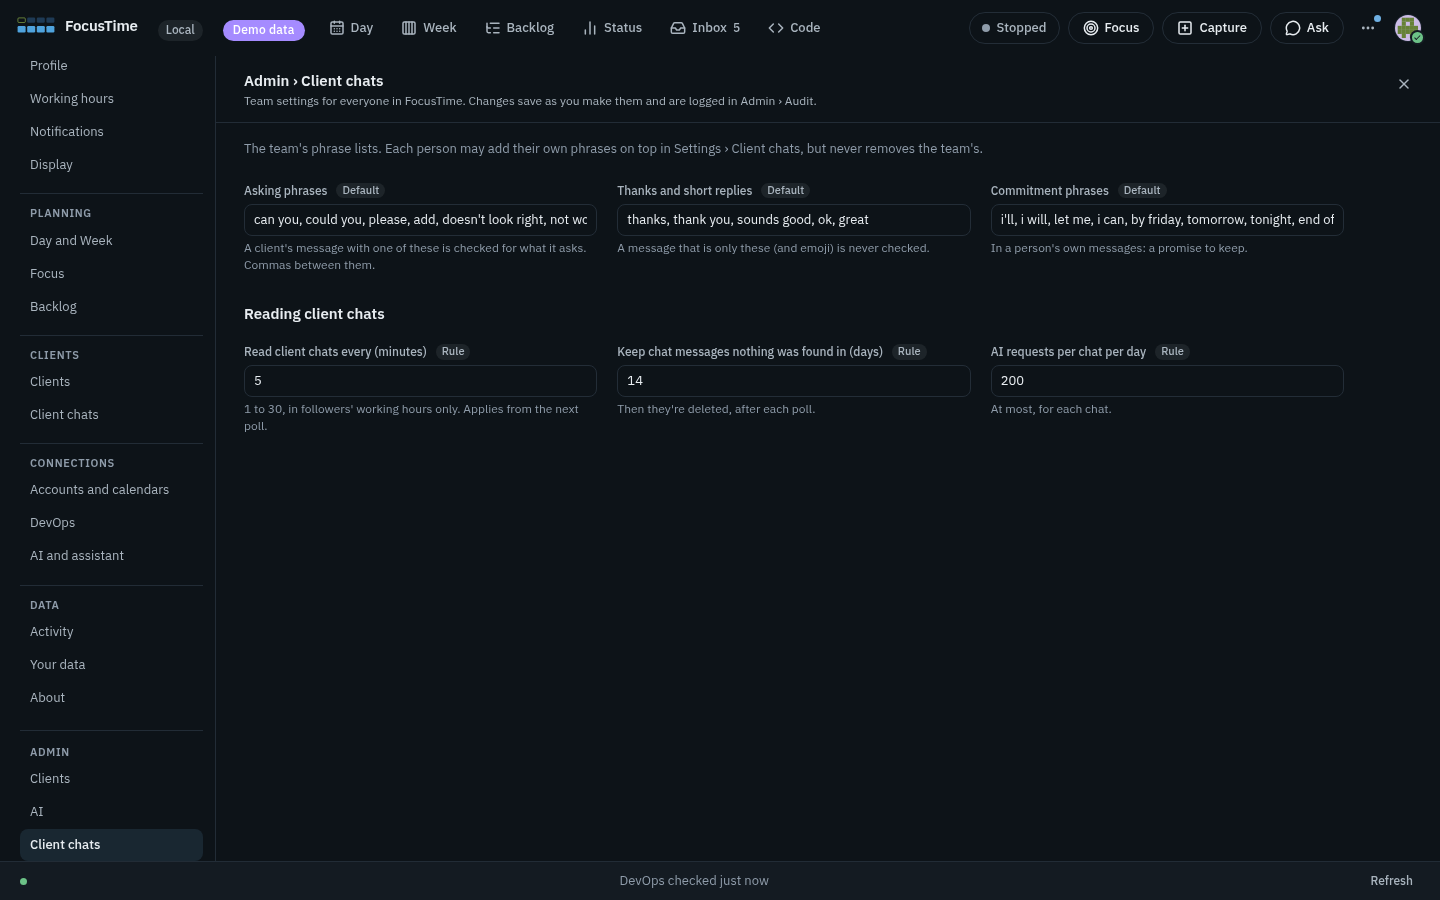 FocusTime
Local
Demo data
Day
Week
Backlog
Status
Inbox 5
Code
Stopped
Focus
Capture
Ask
Profile
Working hours
Notifications
Display
PLANNING
Day and Week
Focus
Backlog
CLIENTS
Clients
Client chats
CONNECTIONS
Accounts and calendars
DevOps
AI and assistant
DATA
Activity
Your data
About
ADMIN
Clients
AI
Client chats
Admin › Client chats
Team settings for everyone in FocusTime. Changes save as you make them and are logged in Admin › Audit.
The team's phrase lists. Each person may add their own phrases on top in Settings › Client chats, but never removes the team's.
Asking phrases Default
can you, could you, please, add, doesn't look right, not wo
A client's message with one of these is checked for what it asks.
Commas between them.
Thanks and short replies Default
thanks, thank you, sounds good, ok, great
A message that is only these (and emoji) is never checked.
Commitment phrases Default
i'll, i will, let me, i can, by friday, tomorrow, tonight, end of
In a person's own messages: a promise to keep.
Reading client chats
Read client chats every (minutes) Rule
5
1 to 30, in followers' working hours only. Applies from the next
poll.
Keep chat messages nothing was found in (days) Rule
14
Then they're deleted, after each poll.
AI requests per chat per day Rule
200
At most, for each chat.
DevOps checked just now
Refresh